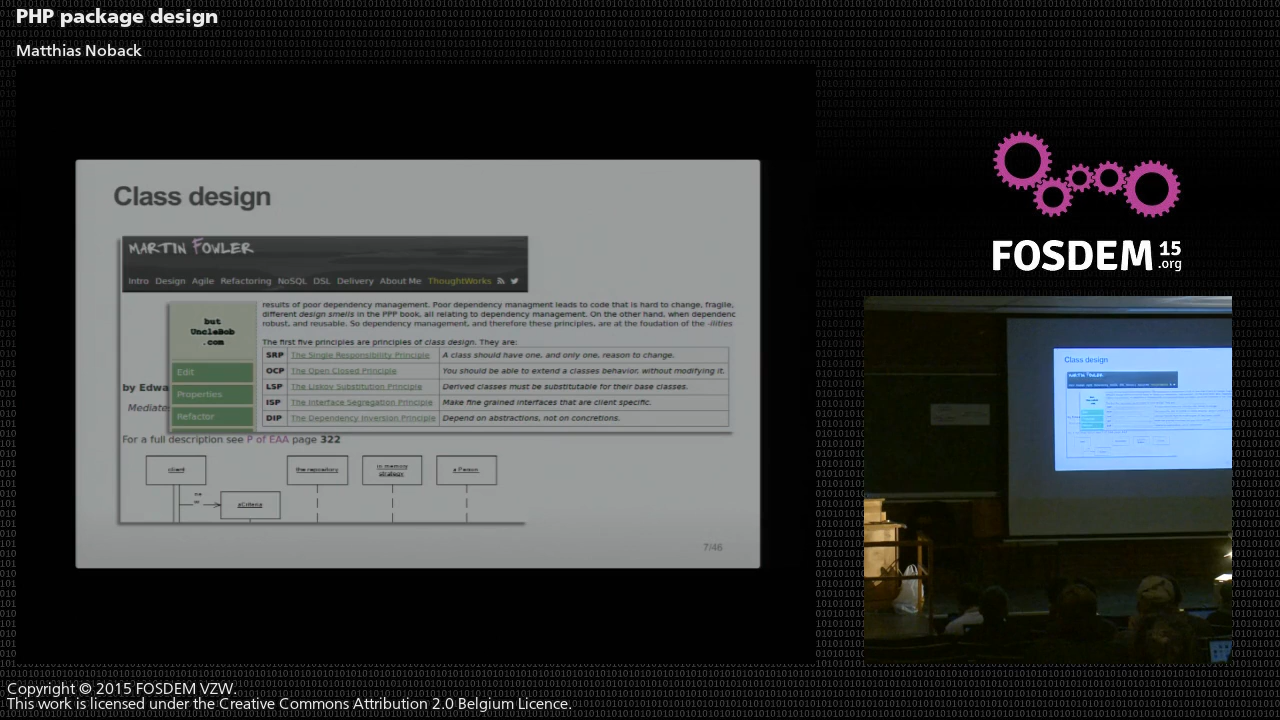 PHP package design
Matthias Noback
Class design
MARTIN FOWLER
Intro Design Agile Refactoring NoSQL DSL Delivery About Me ThoughtWorks
results of poor dependency management. Poor dependency managment leads to code that is hard to change, fragile,
different design smells in the PPP book, all relating to dependency management. On the other hand, when dependenc
robust, and reusable. So dependency management, and therefore these principles, are at the foudation of the -ilities
but
UncleBob
.com
The first five principles are principles of class design. They are:
SRP The Single Responsibility Principle A class should have one, and only one, reason to change.
OCP The Open Closed Principle You should be able to extend a classes behavior, without modifying it.
LSP The Liskov Substitution Principle Derived classes must be substitutable for their base classes.
ISP The Interface Segregation Principle Make fine grained interfaces that are client specific.
DIP The Dependency Inversion Principle Depend on abstractions, not on concretions.
Edit
Properties
Refactor
by Edwa
Mediate
For a full description see P of EAA page 322
client
the repository
in memory
strategy
a Person
aCriteria
7/46
FOSDEM 15
.org
Class design
Copyright © 2015 FOSDEM VZW.
This work is licensed under the Creative Commons Attribution 2.0 Belgium Licence.